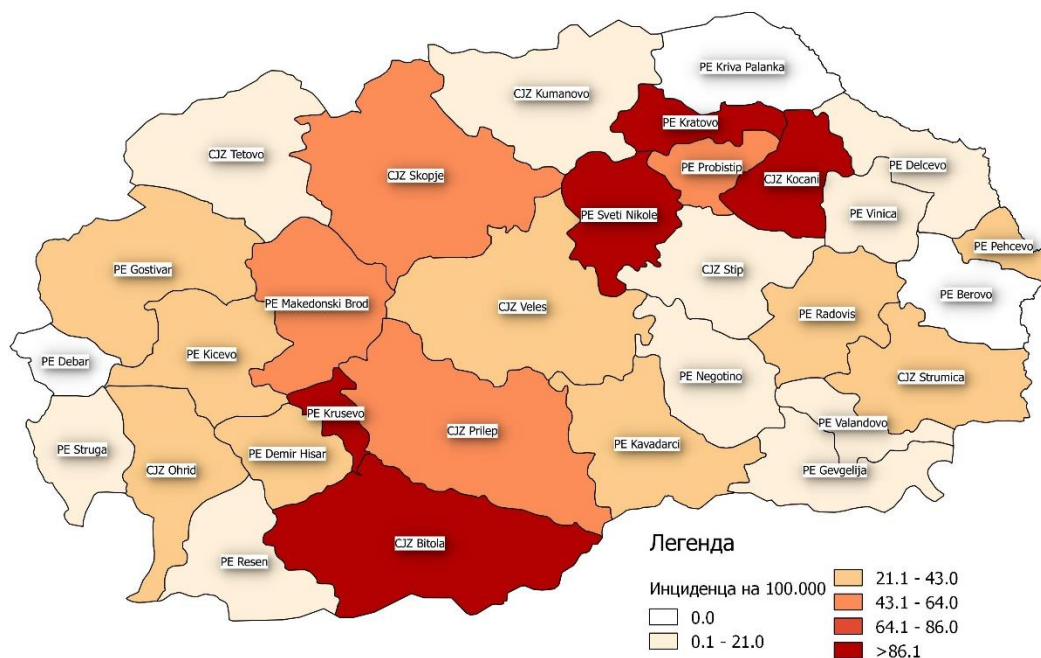 PE Kriva Palanka
CJZ Kumanovo
PE Kratovo
CJZ Tetovo
CJZ Skopje
PE Probistip
PE Delcevo
CJZ Kocani
PE Sveti Nikole
PE Vinica
PE Pehcevo
PE Gostivar
CJZ Stip
PE Berovo
PE Makedonski Brod
CJZ Veles
PE Radovis
PE Debar
PE Kicevo
PE Negotino
CJZ Strumica
PE Krusevo
PE Valandovo
CJZ Prilep
PE Kavadarci
PE Struga
PE Demir Hisar
CJZ Ohrid
PE Gevgelija
CJZ Bitola
PE Resen
Легенда
Инциденца на 100.000
0.0
0.1 - 21.0
21.1 - 43.0
43.1 - 64.0
64.1 - 86.0
>86.1